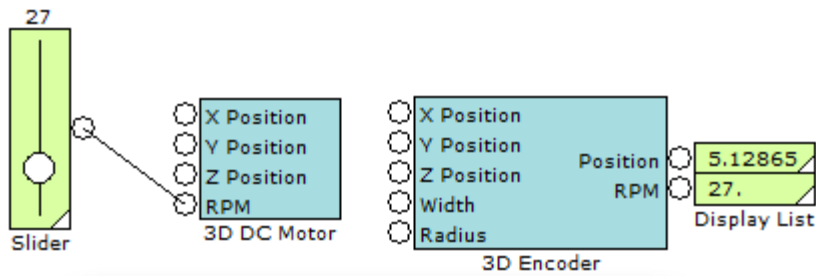 27
Slider
X Position
Y Position
Z Position
RPM
3D DC Motor
X Position
Y Position
Z Position
Width
Radius
Position
RPM
3D Encoder
5.12865
27.
Display List